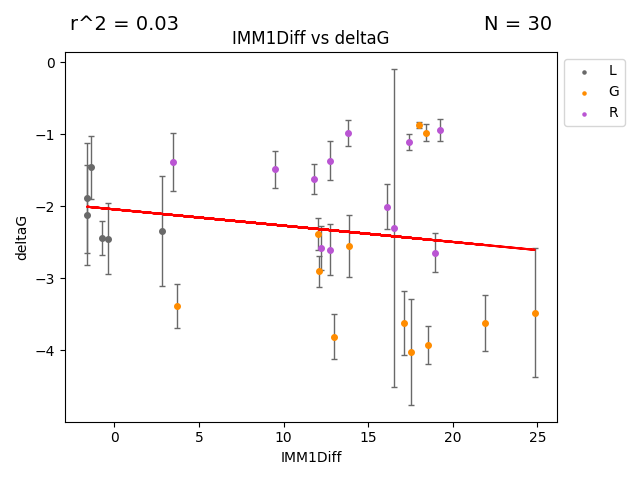 r^2 = 0.03
N = 30
IMM1Diff vs deltaG
L
G
R
0
−1
−2
−3
−4
deltaG
0 5 10 15 20 25
IMM1Diff